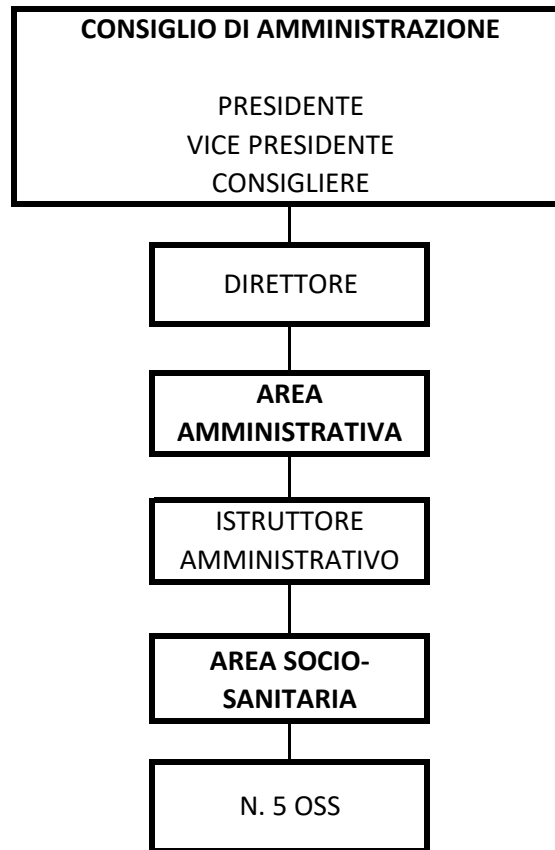 CONSIGLIO DI AMMINISTRAZIONE
PRESIDENTE
VICE PRESIDENTE
CONSIGLIERE
DIRETTORE
AREA
AMMINISTRATIVA
ISTRUTTORE
AMMINISTRATIVO
AREA SOCIO-
SANITARIA
N. 5 OSS